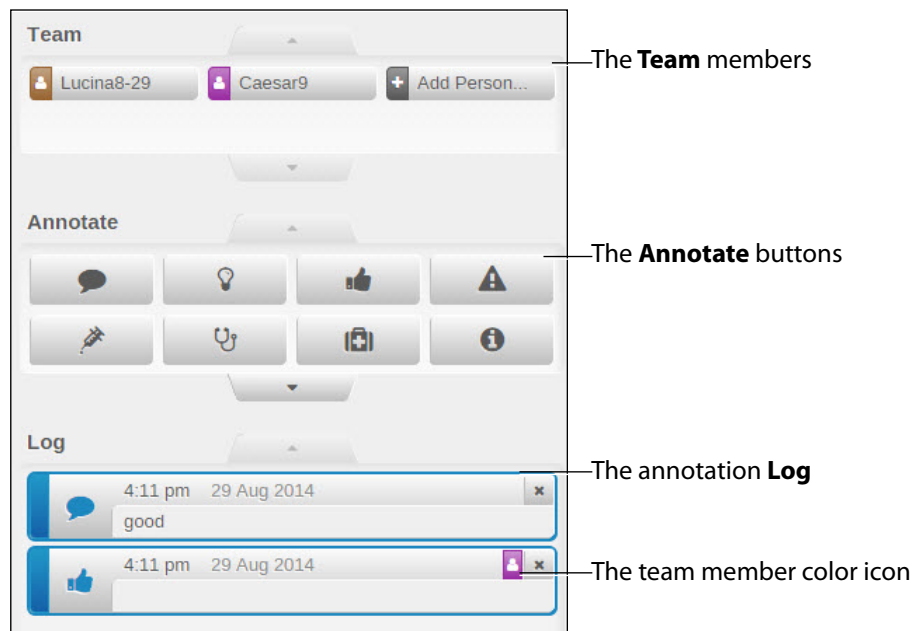 Team
The Team members
Lucina8-29 Caesar9 Add Person...
Annotate
The Annotate buttons
Log
The annotation Log
4:11 pm 29 Aug 2014
good
4:11 pm 29 Aug 2014
The team member color icon